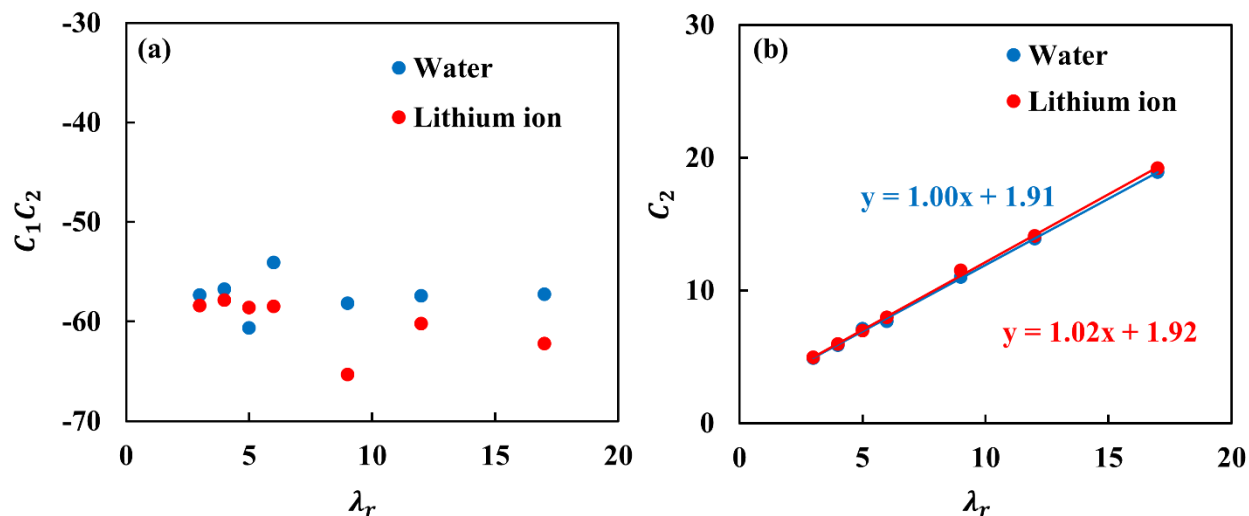 (a)
Water
Lithium ion
-30
-40
-50
-60
-70
C₁C₂
0
5
10
15
20
λᵣ
(b)
Water
Lithium ion
30
20
10
0
C₂
y = 1.00x + 1.91
y = 1.02x + 1.92
0
5
10
15
20
λᵣ